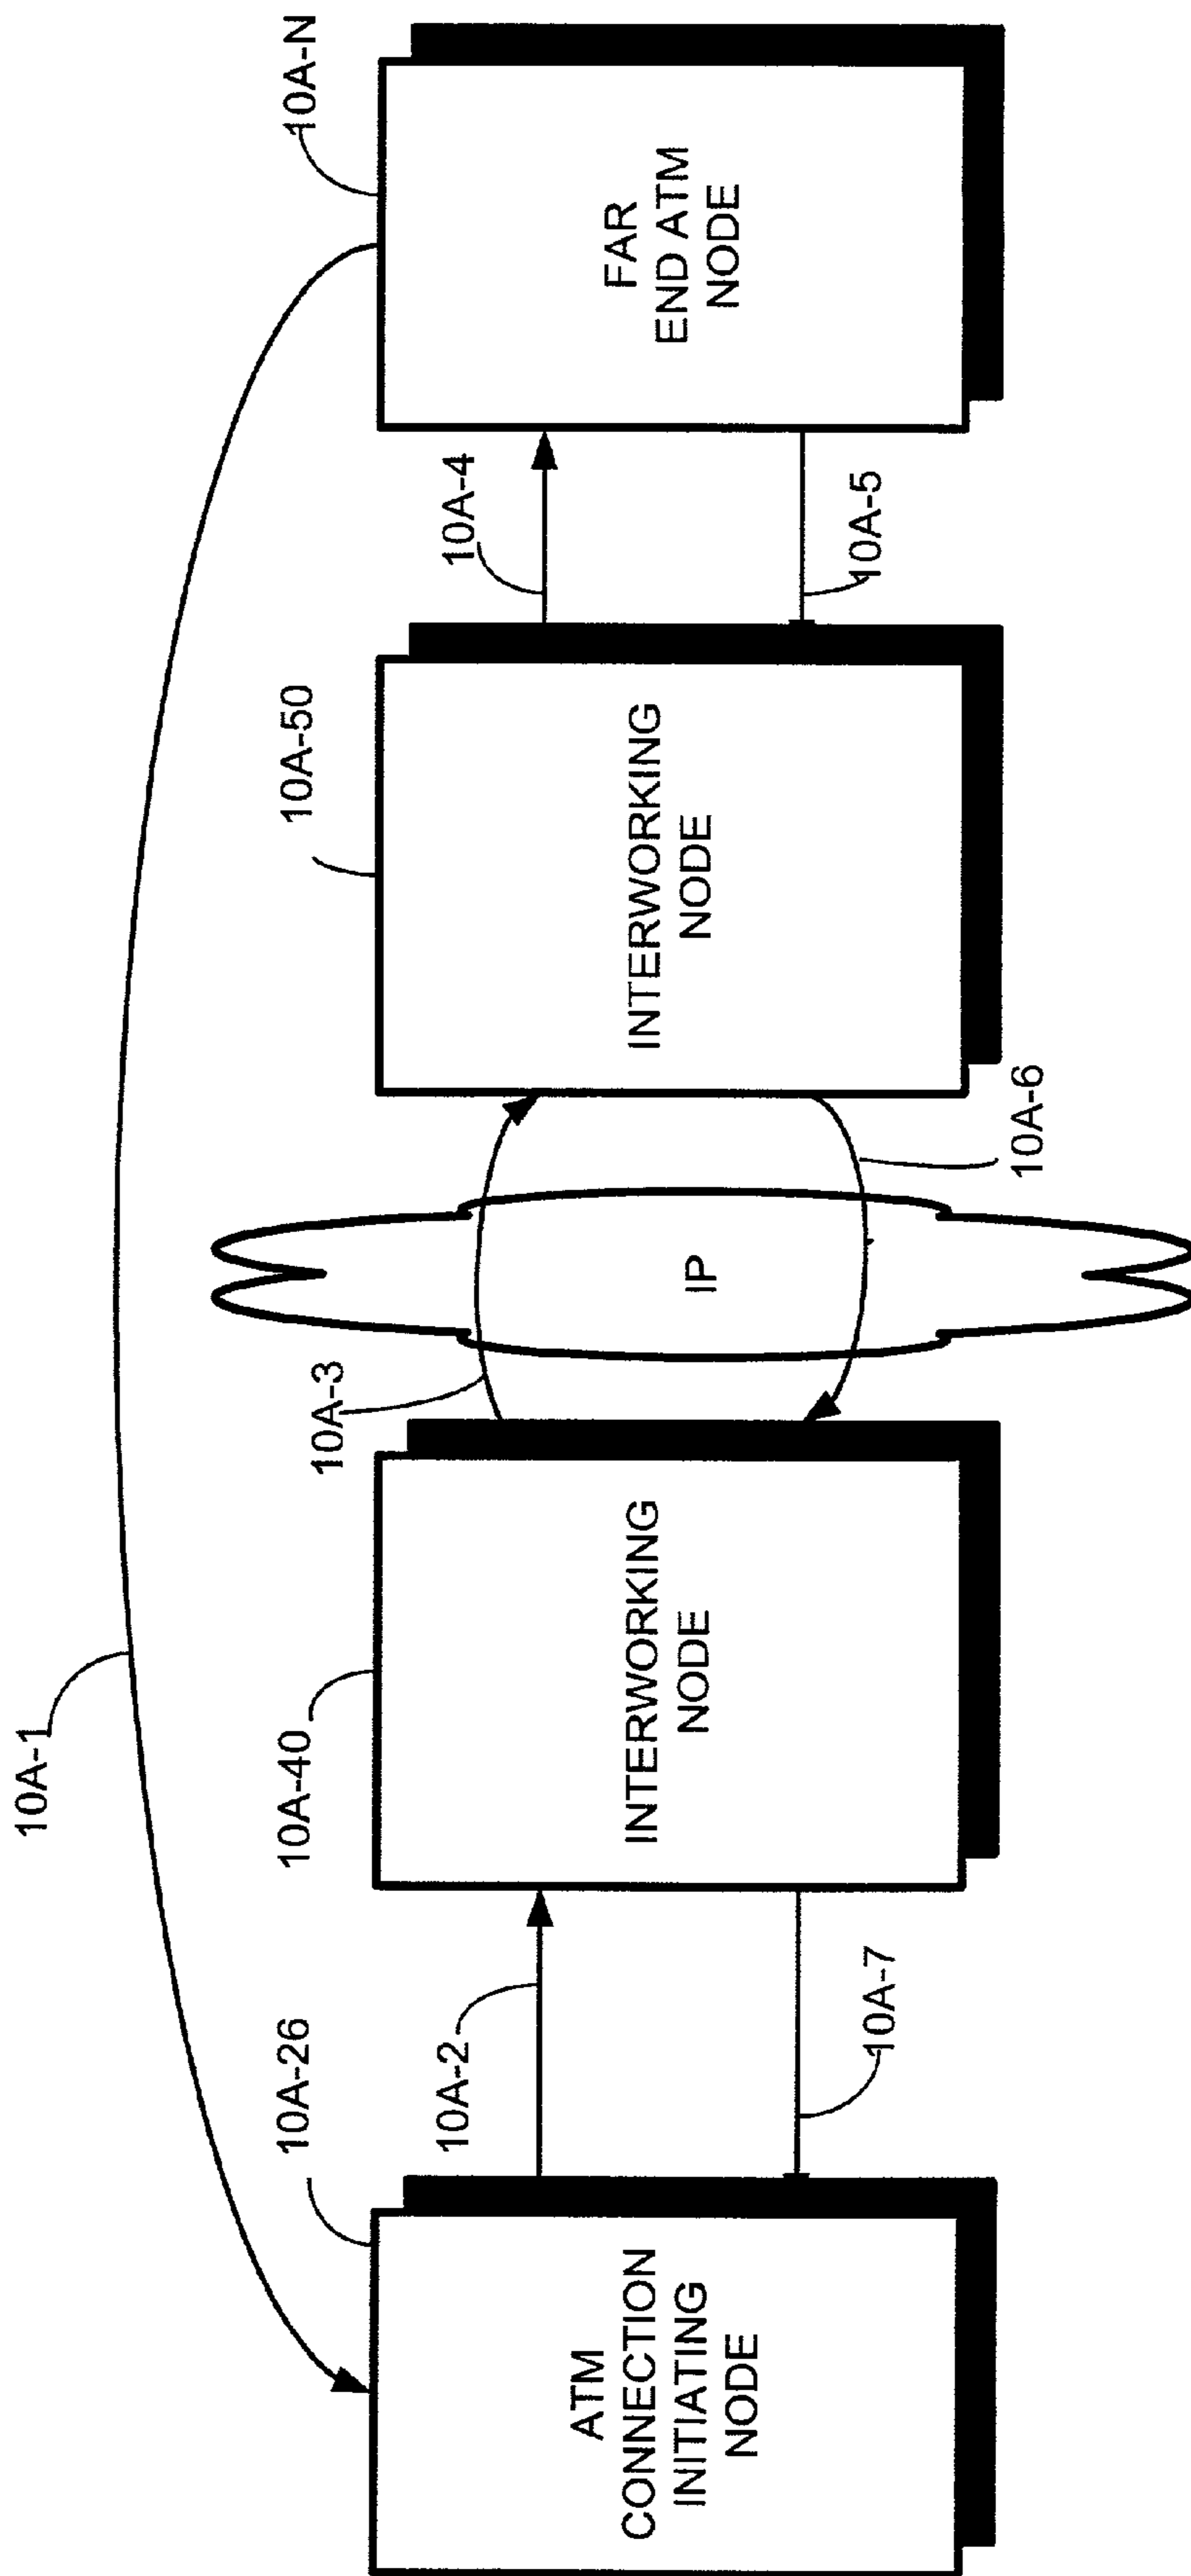 10A-1
10A-26
10A-40
10A-50
10A-N
10A-2
10A-3
10A-4
ATM
CONNECTION
INITIATING
NODE
INTERWORKING
NODE
IP
INTERWORKING
NODE
FAR
END ATM
NODE
10A-7
10A-6
10A-5